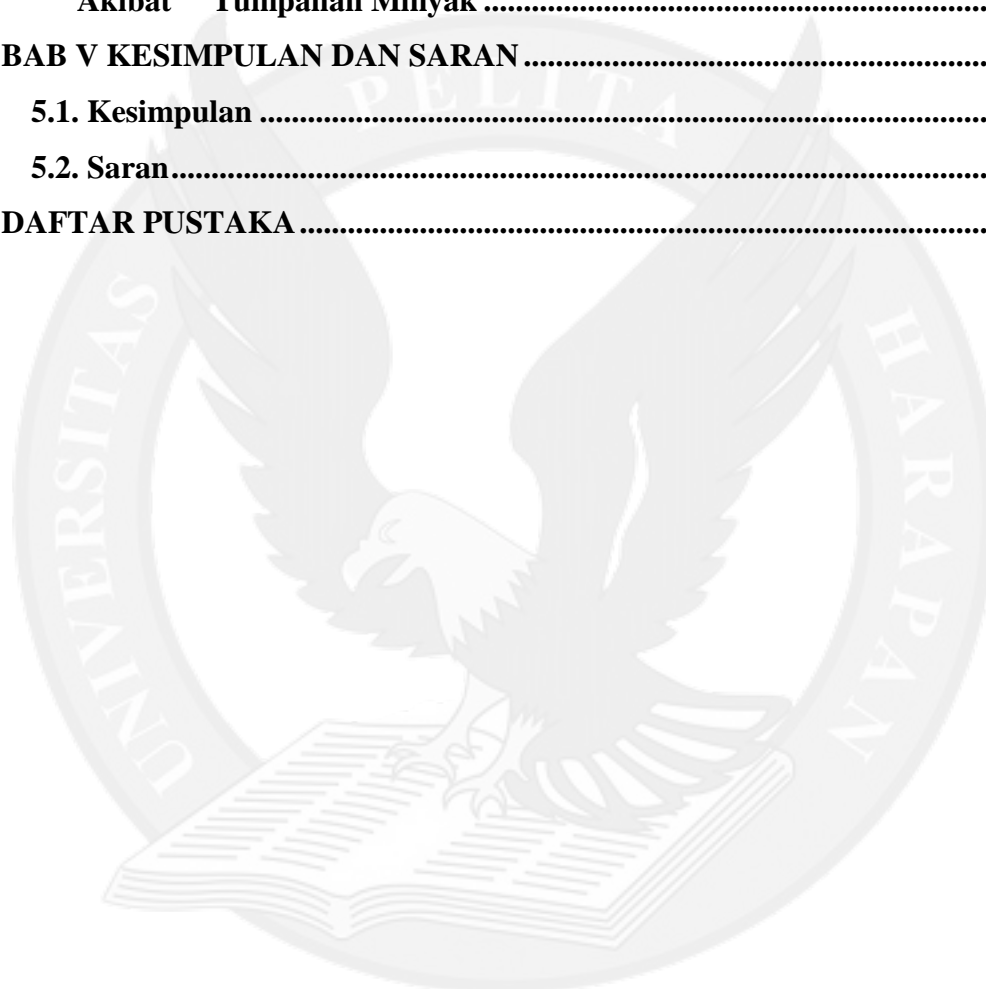 Akibat Tumpahan Minyak ........................................................................
BAB V KESIMPULAN DAN SARAN ..........................................................
5.1. Kesimpulan ............................................................................................
5.2. Saran .......................................................................................................
DAFTAR PUSTAKA ......................................................................................
UNIVERSITAS PELITA HARAPAN